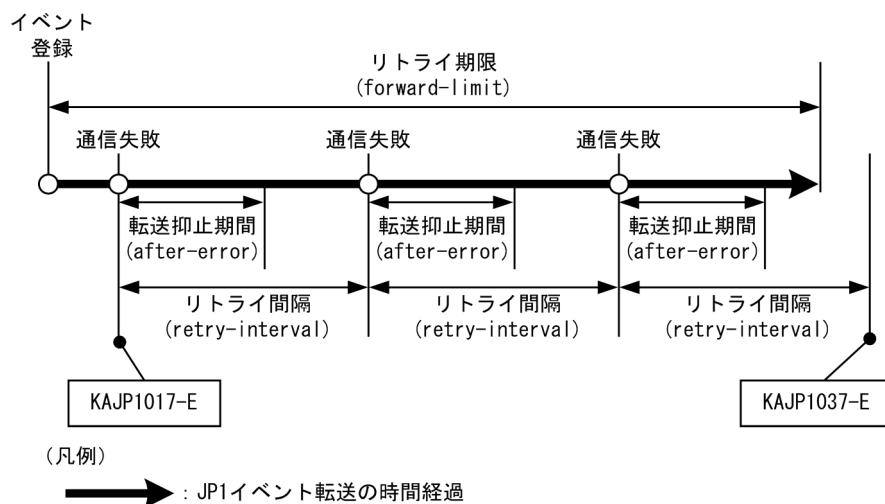 イベント
登録
リトライ期限
(forward-limit)
通信失敗
通信失敗
通信失敗
転送抑止期間
(after-error)
転送抑止期間
(after-error)
転送抑止期間
(after-error)
リトライ間隔
(retry-interval)
リトライ間隔
(retry-interval)
リトライ間隔
(retry-interval)
KAJP1017-E
KAJP1037-E
(凡例)
: JP1イベント転送の時間経過